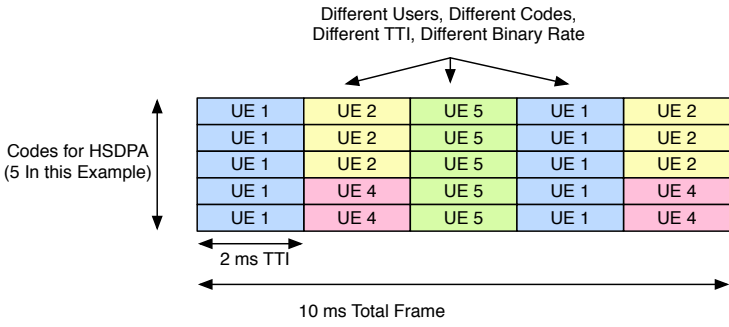 Different Users, Different Codes,
Different TTI, Different Binary Rate
UE 1 UE 2 UE 5 UE 1 UE 2
UE 1 UE 2 UE 5 UE 1 UE 2
UE 1 UE 2 UE 5 UE 1 UE 2
UE 1 UE 4 UE 5 UE 1 UE 4
UE 1 UE 4 UE 5 UE 1 UE 4
Codes for HSDPA
(5 In this Example)
2 ms TTI
10 ms Total Frame